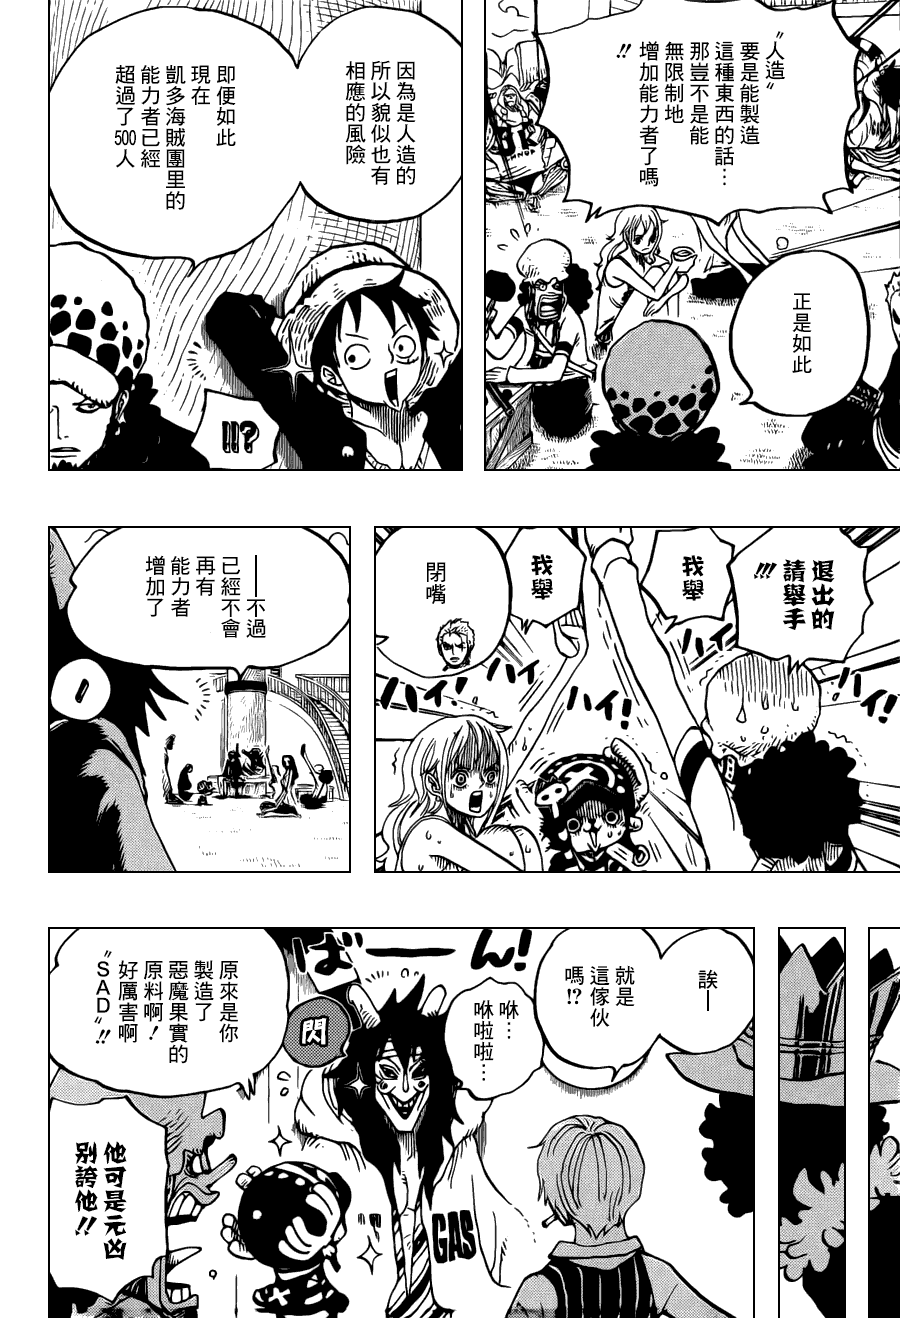 “人造”
要是能製造
這種東西的話…
那豈不是能
無限制地
增加能力者了嗎
!!
正是如此
因為是人造的
所以貌似也有
相應的風險
即便如此
現在
凱多海賊團里的
能力者已經
超過了500人
!!?
退出的
請舉手
!!!
我舉
我舉
閉嘴
ハイ!
ハイ!
ハイ
ハイ!
——不過
已經不會
再有
能力者
增加了
!
誒—
就是
這傢伙
嗎!?
ばーん!
咻…
咻啦啦…
閃
GAS
原來是你
製造了
惡魔果實的
原料啊！
好厲害啊
“SAD”!!
他可是元凶
别誇他!!